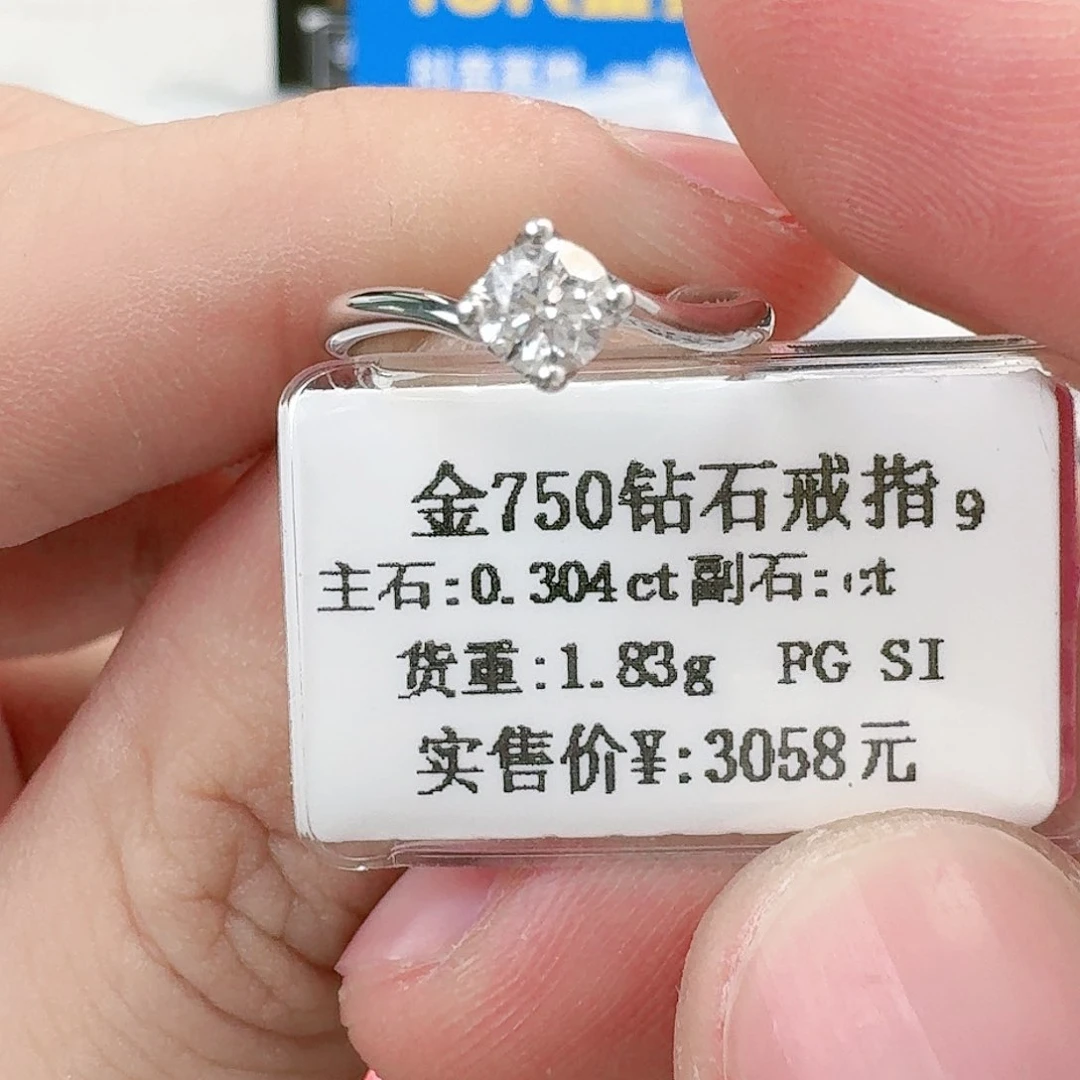 金750钻石戒指 9
主石:0.304ct副石:ct
货重:1.83g FG SI
实售价¥:3058元